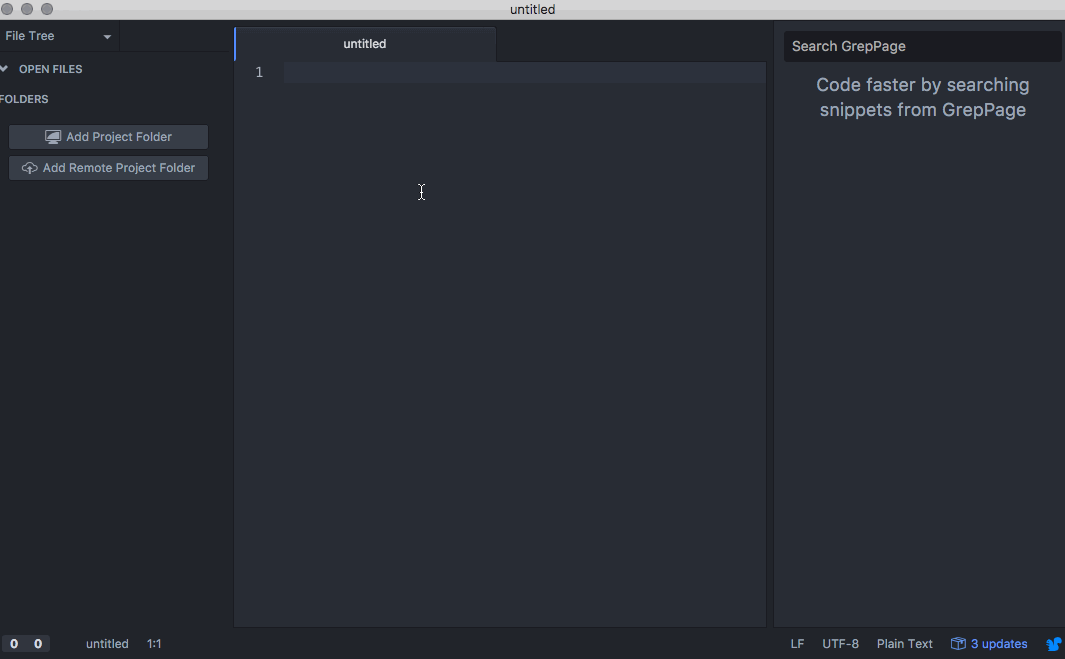 untitled
File Tree
untitled
OPEN FILES
FOLDERS
Add Project Folder
Add Remote Project Folder
1
Search GrepPage
Code faster by searching
snippets from GrepPage
0 0 untitled 1:1 LF UTF-8 Plain Text 3 updates